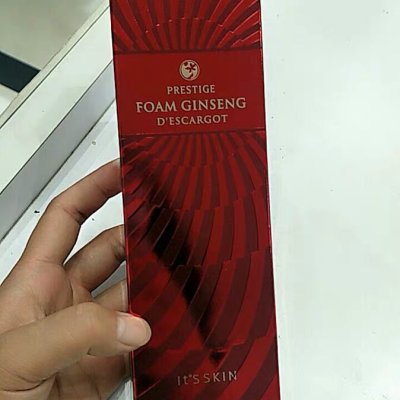 PRESTIGE
FOAM GINSENG
D'ESCARGOT
It'S SKIN